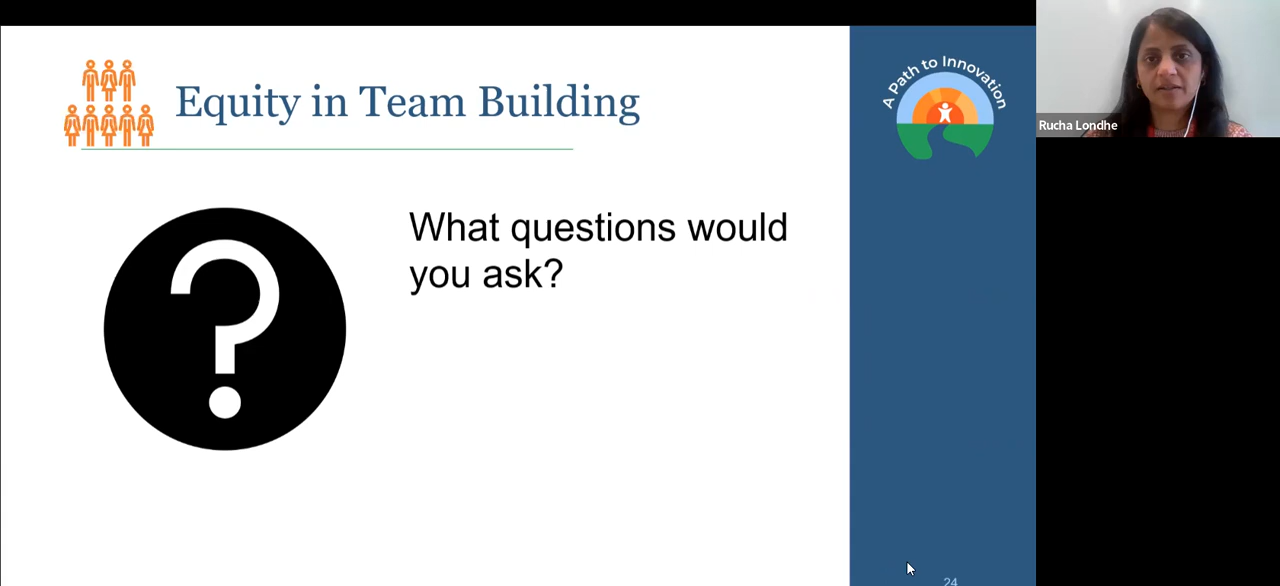 Equity in Team Building
A Path to Innovation
Rucha Londhe
What questions would
you ask?
24